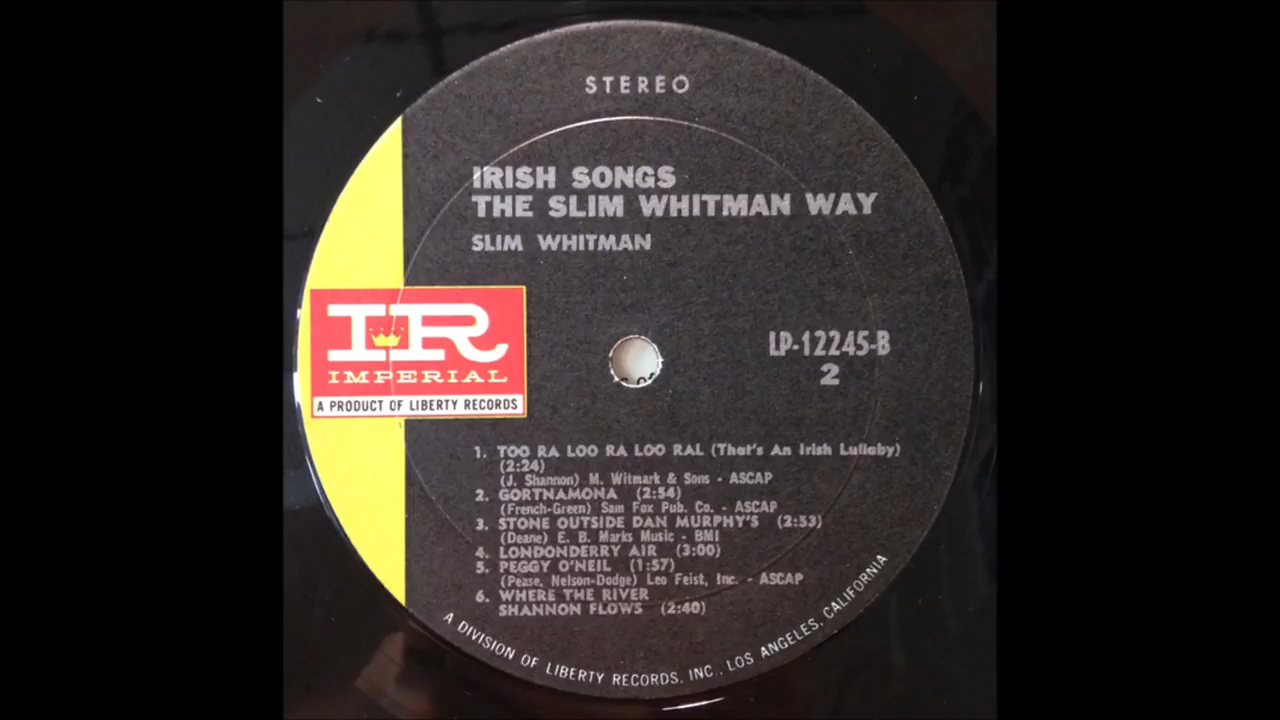 STEREO
IRISH SONGS
THE SLIM WHITMAN WAY
SLIM WHITMAN
IR
IMPERIAL
A PRODUCT OF LIBERTY RECORDS
LP-12245-B
2
1. TOO RA LOO RA LOO RAL (That's An Irish Lullaby)
(2:24)
(J. Shannon) M. Witmark & Sons - ASCAP
2. GORTNAMONA (2:54)
(French-Green) Sam Fox Pub. Co. - ASCAP
3. STONE OUTSIDE DAN MURPHY'S (2:53)
(Deane) E. B. Marks Music - BMI
4. LONDONDERRY AIR (3:00)
5. PEGGY O'NEIL (1:57)
(Pease, Nelson-Dodge) Leo Feist, Inc. - ASCAP
6. WHERE THE RIVER
SHANNON FLOWS (2:40)
A DIVISION OF LIBERTY RECORDS, INC., LOS ANGELES, CALIFORNIA